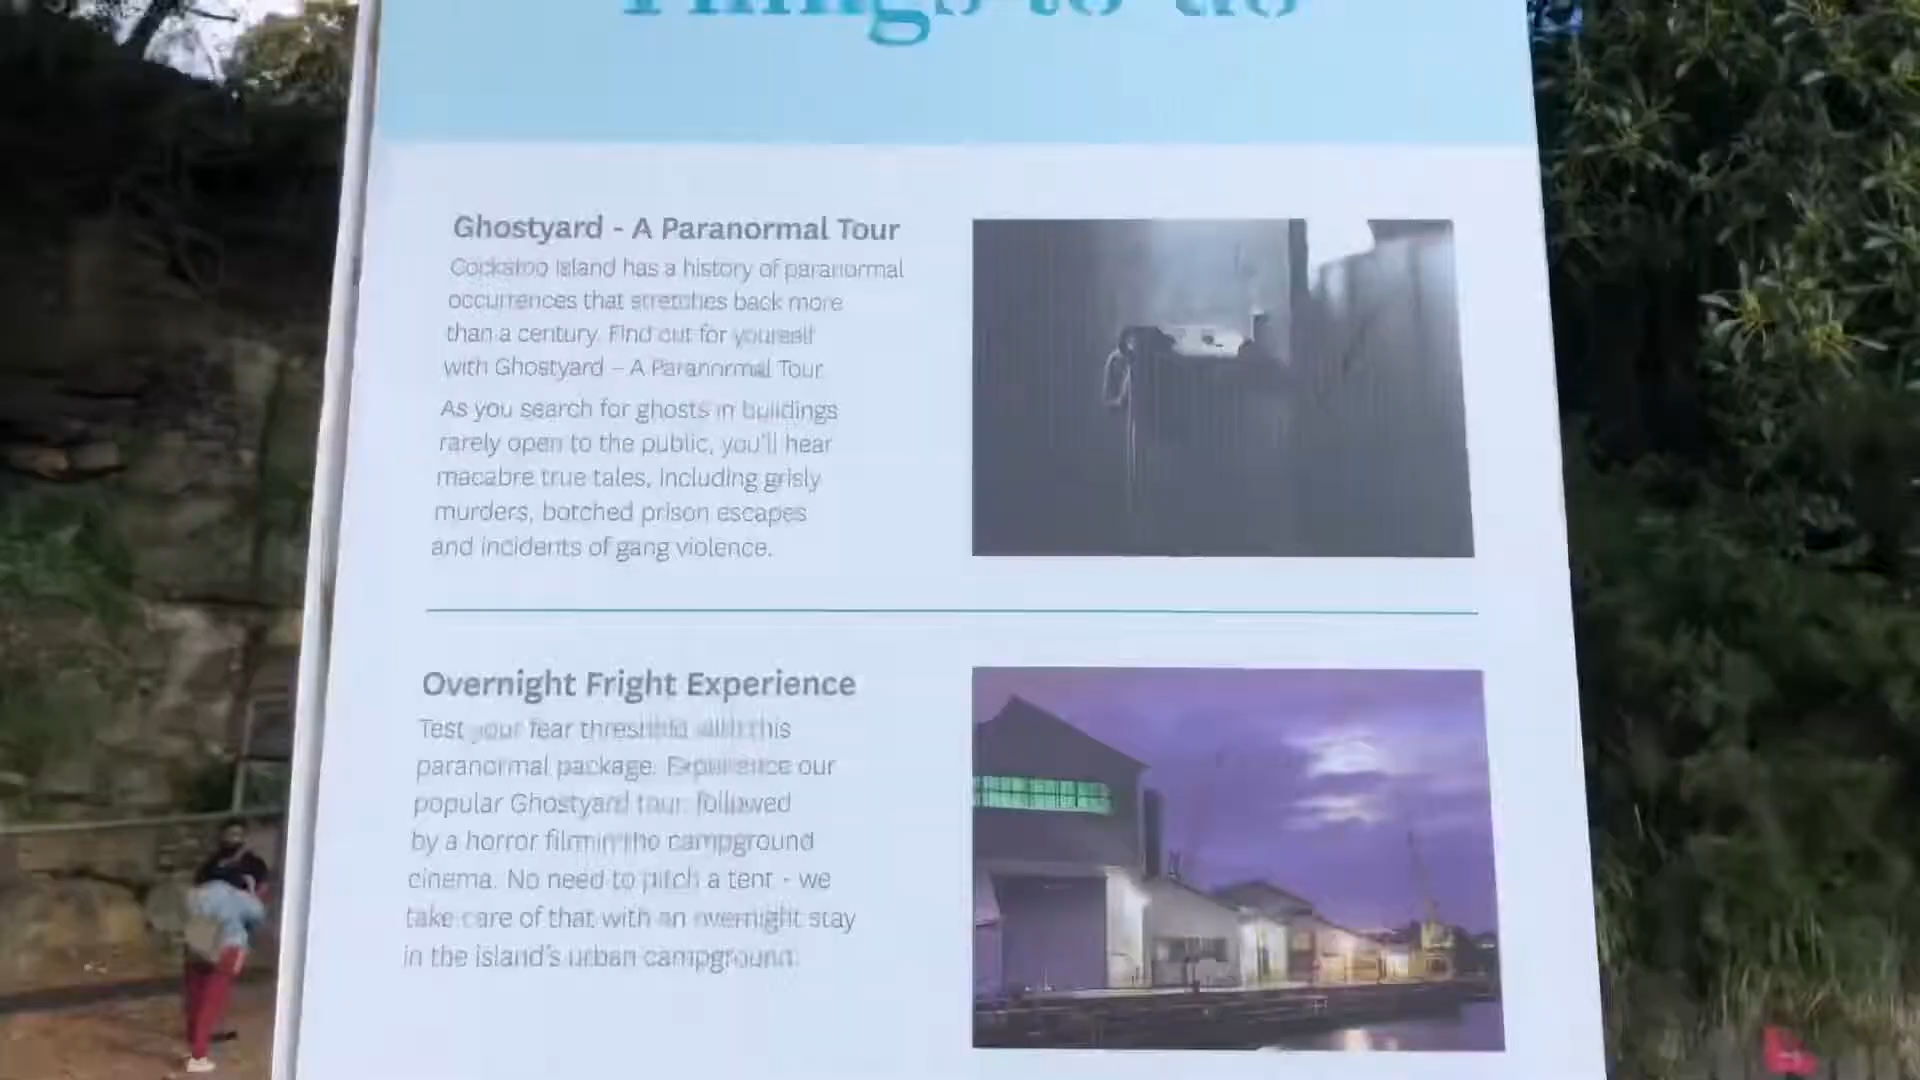 Things to do
Ghostyard - A Paranormal Tour
Cockatoo Island has a history of paranormal
occurrences that stretches back more
than a century. Find out for yourself
with Ghostyard – A Paranormal Tour.
As you search for ghosts in buildings
rarely open to the public, you'll hear
macabre true tales, including grisly
murders, botched prison escapes
and incidents of gang violence.
Overnight Fright Experience
Test your fear threshold with this
paranormal package. Experience our
popular Ghostyard tour, followed
by a horror film in the campground
cinema. No need to pitch a tent - we
take care of that with an overnight stay
in the island's urban campground.